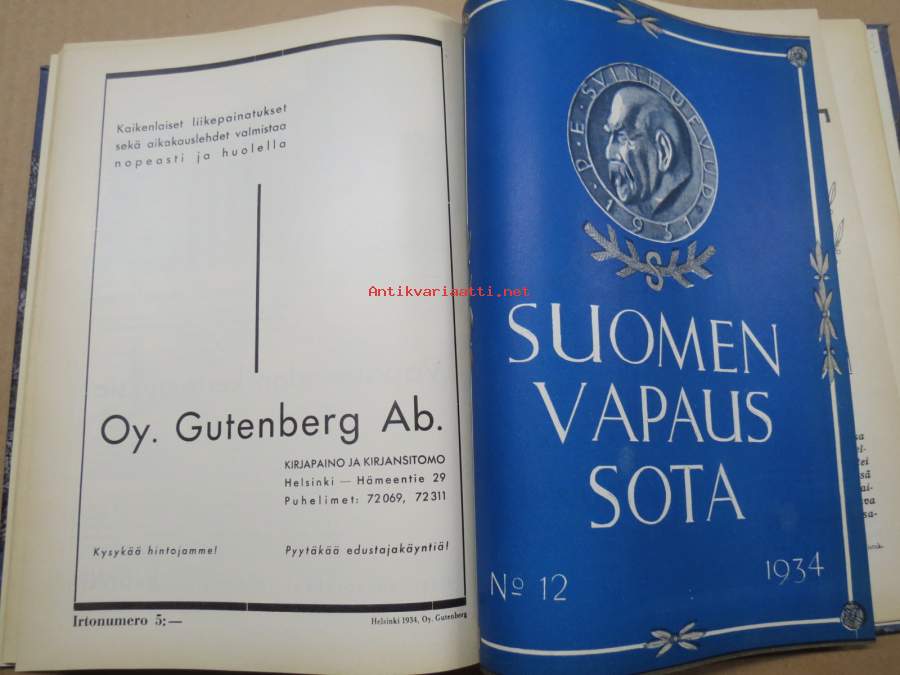 Kaikenlaiset liikepainatukset
sekä aikakauslehdet valmistaa
nopeasti ja huolella
Oy. Gutenberg Ab.
KIRJAPAINO JA KIRJANSITOMO
Helsinki — Hämeentie 29
Puhelimet: 72069, 72311
Kysykää hintojamme! Pyytäkää edustajakäyntiä!
Irtonumero 5:— Helsinki 1934, Oy. Gutenberg
Antikvariaatti.net
P. E. SVINHUFVUD
1931
S
SUOMEN
VAPAUS
SOTA
No 12 1934